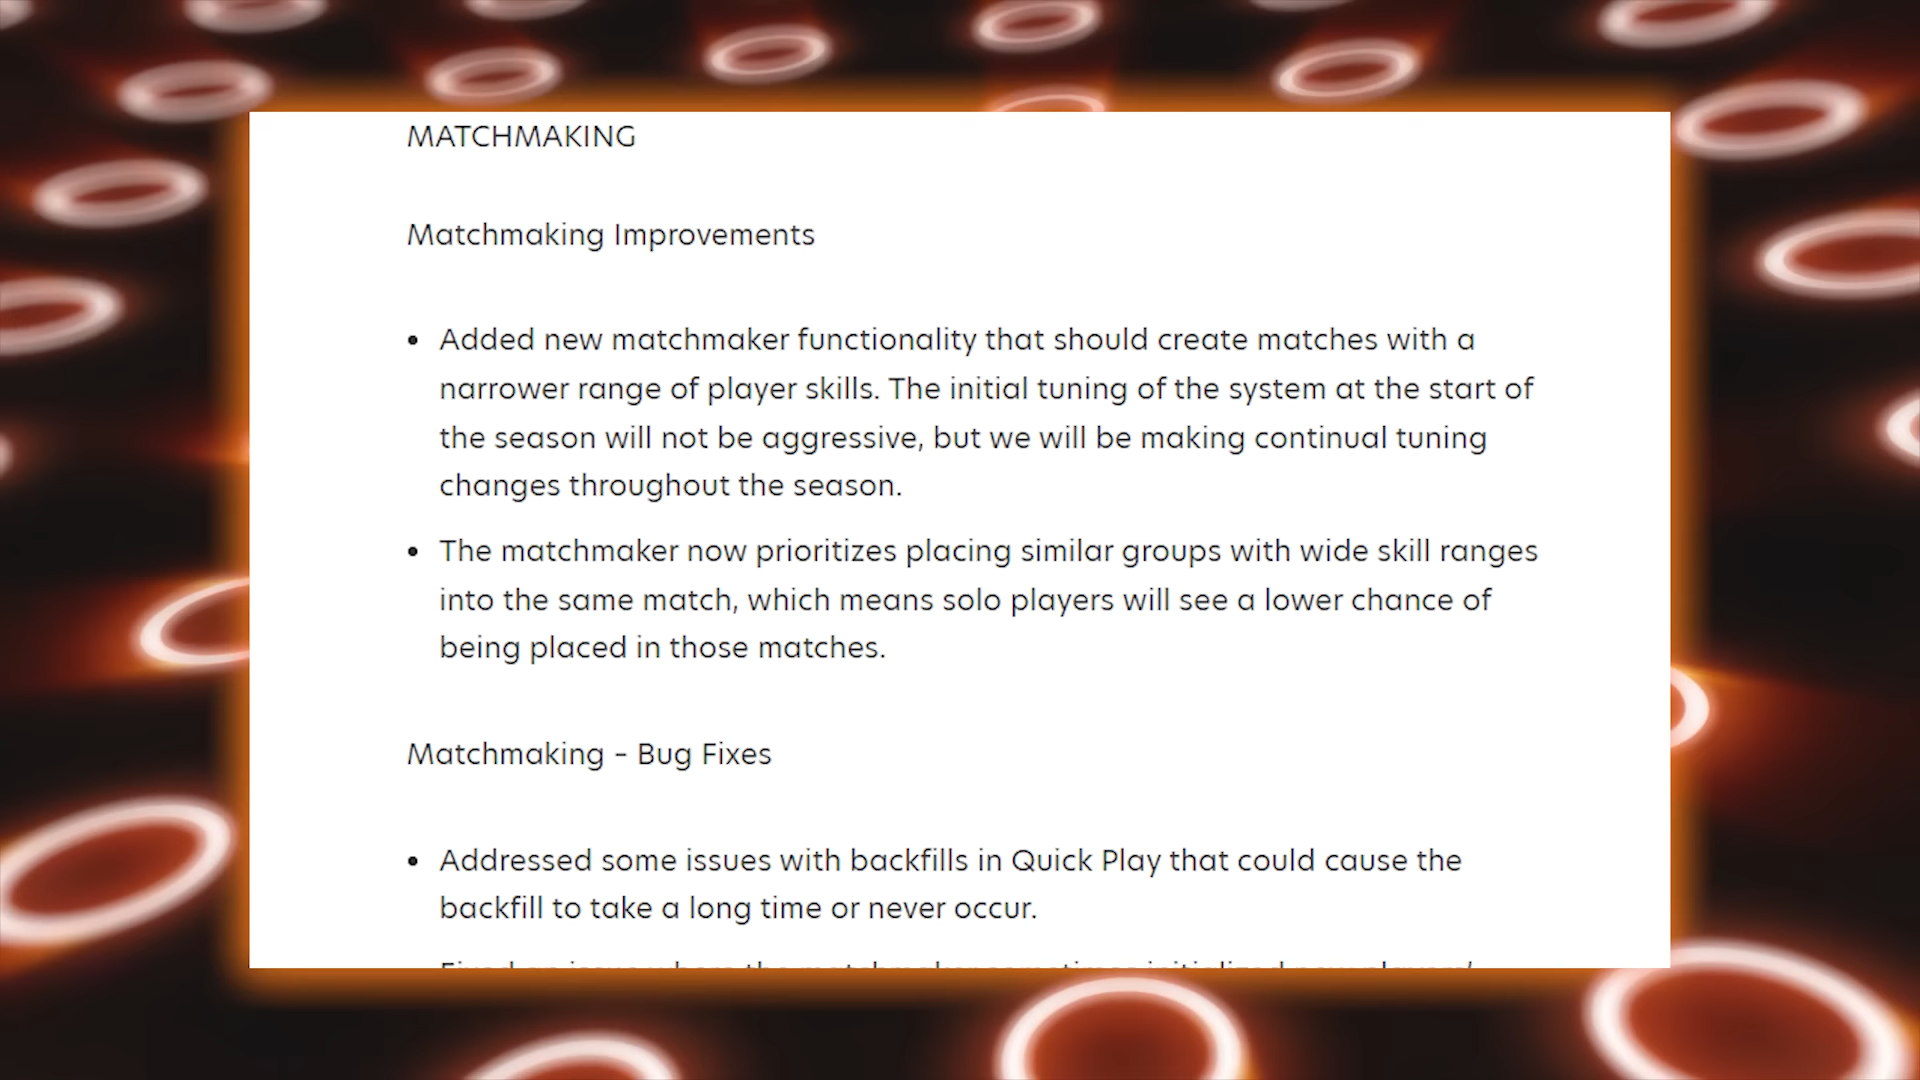 MATCHMAKING
Matchmaking Improvements
• Added new matchmaker functionality that should create matches with a
narrower range of player skills. The initial tuning of the system at the start of
the season will not be aggressive, but we will be making continual tuning
changes throughout the season.
• The matchmaker now prioritizes placing similar groups with wide skill ranges
into the same match, which means solo players will see a lower chance of
being placed in those matches.
Matchmaking – Bug Fixes
• Addressed some issues with backfills in Quick Play that could cause the
backfill to take a long time or never occur.